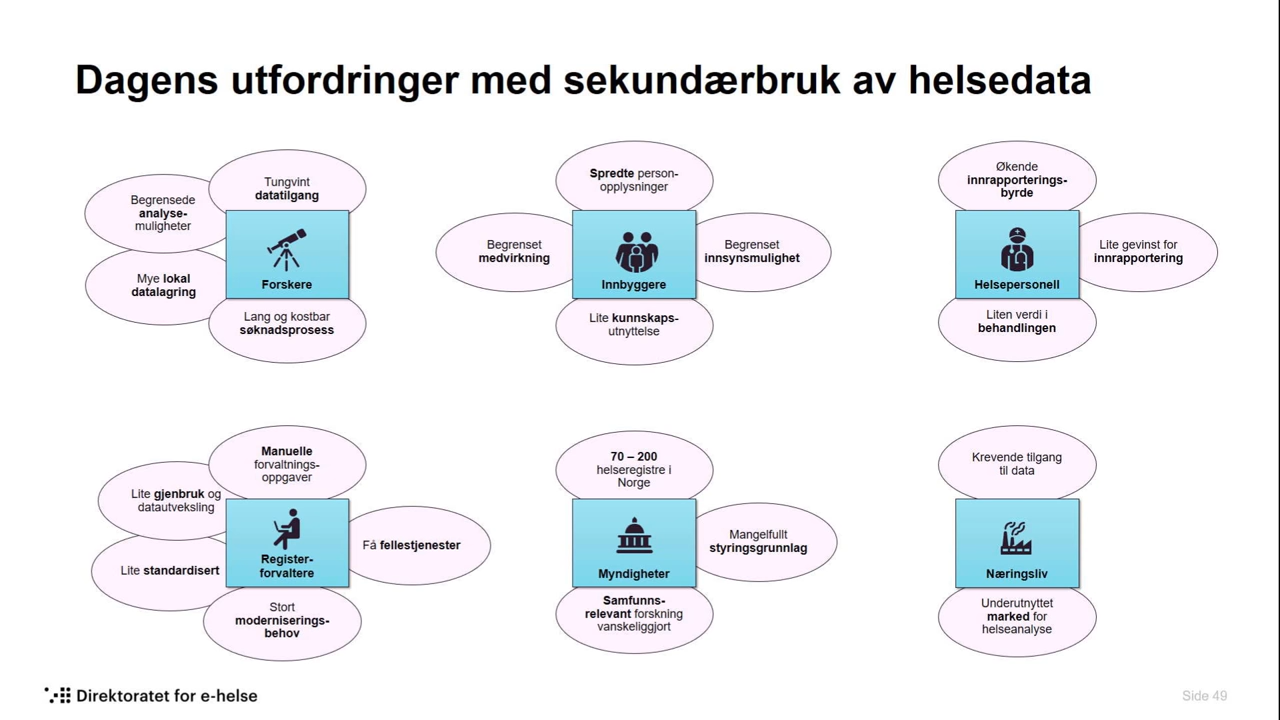 Dagens utfordringer med sekundærbruk av helsedata
Tungvint
datatilgang
Begrensede
analyse-
muligheter
Mye lokal
datalagring
Forskere
Lang og kostbar
søknadsprosess
Spredte person-
opplysninger
Begrenset
medvirkning
Begrenset
innsynsmulighet
Innbyggere
Lite kunnskaps-
utnyttelse
Økende
innrapporterings-
byrde
Lite gevinst for
innrapportering
Helsepersonell
Liten verdi i
behandlingen
Manuelle
forvaltnings-
oppgaver
Lite gjenbruk og
datautveksling
Lite standardisert
Få fellestjenester
Register-
forvaltere
Stort
moderniserings-
behov
70 – 200
helseregistre i
Norge
Mangelfullt
styringsgrunnlag
Myndigheter
Samfunns-
relevant forskning
vanskeliggjort
Krevende tilgang
til data
Næringsliv
Underutnyttet
marked for
helseanalyse
Direktoratet for e-helse
Side 49